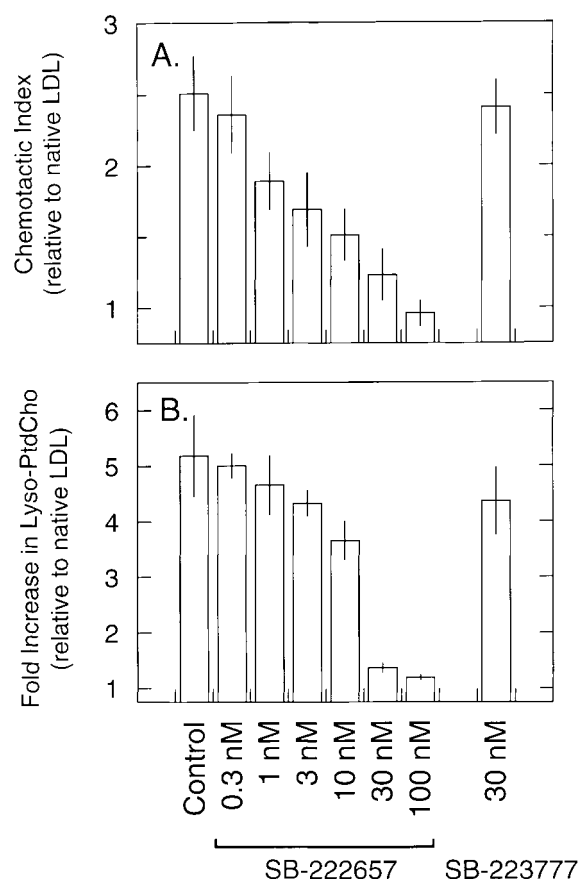 A.
Chemotactic Index
(relative to native LDL)
3
2
1
B.
Fold Increase in Lyso-PtdCho
(relative to native LDL)
6
5
4
3
2
1
Control
0.3 nM
1 nM
3 nM
10 nM
30 nM
100 nM
30 nM
SB-222657
SB-223777